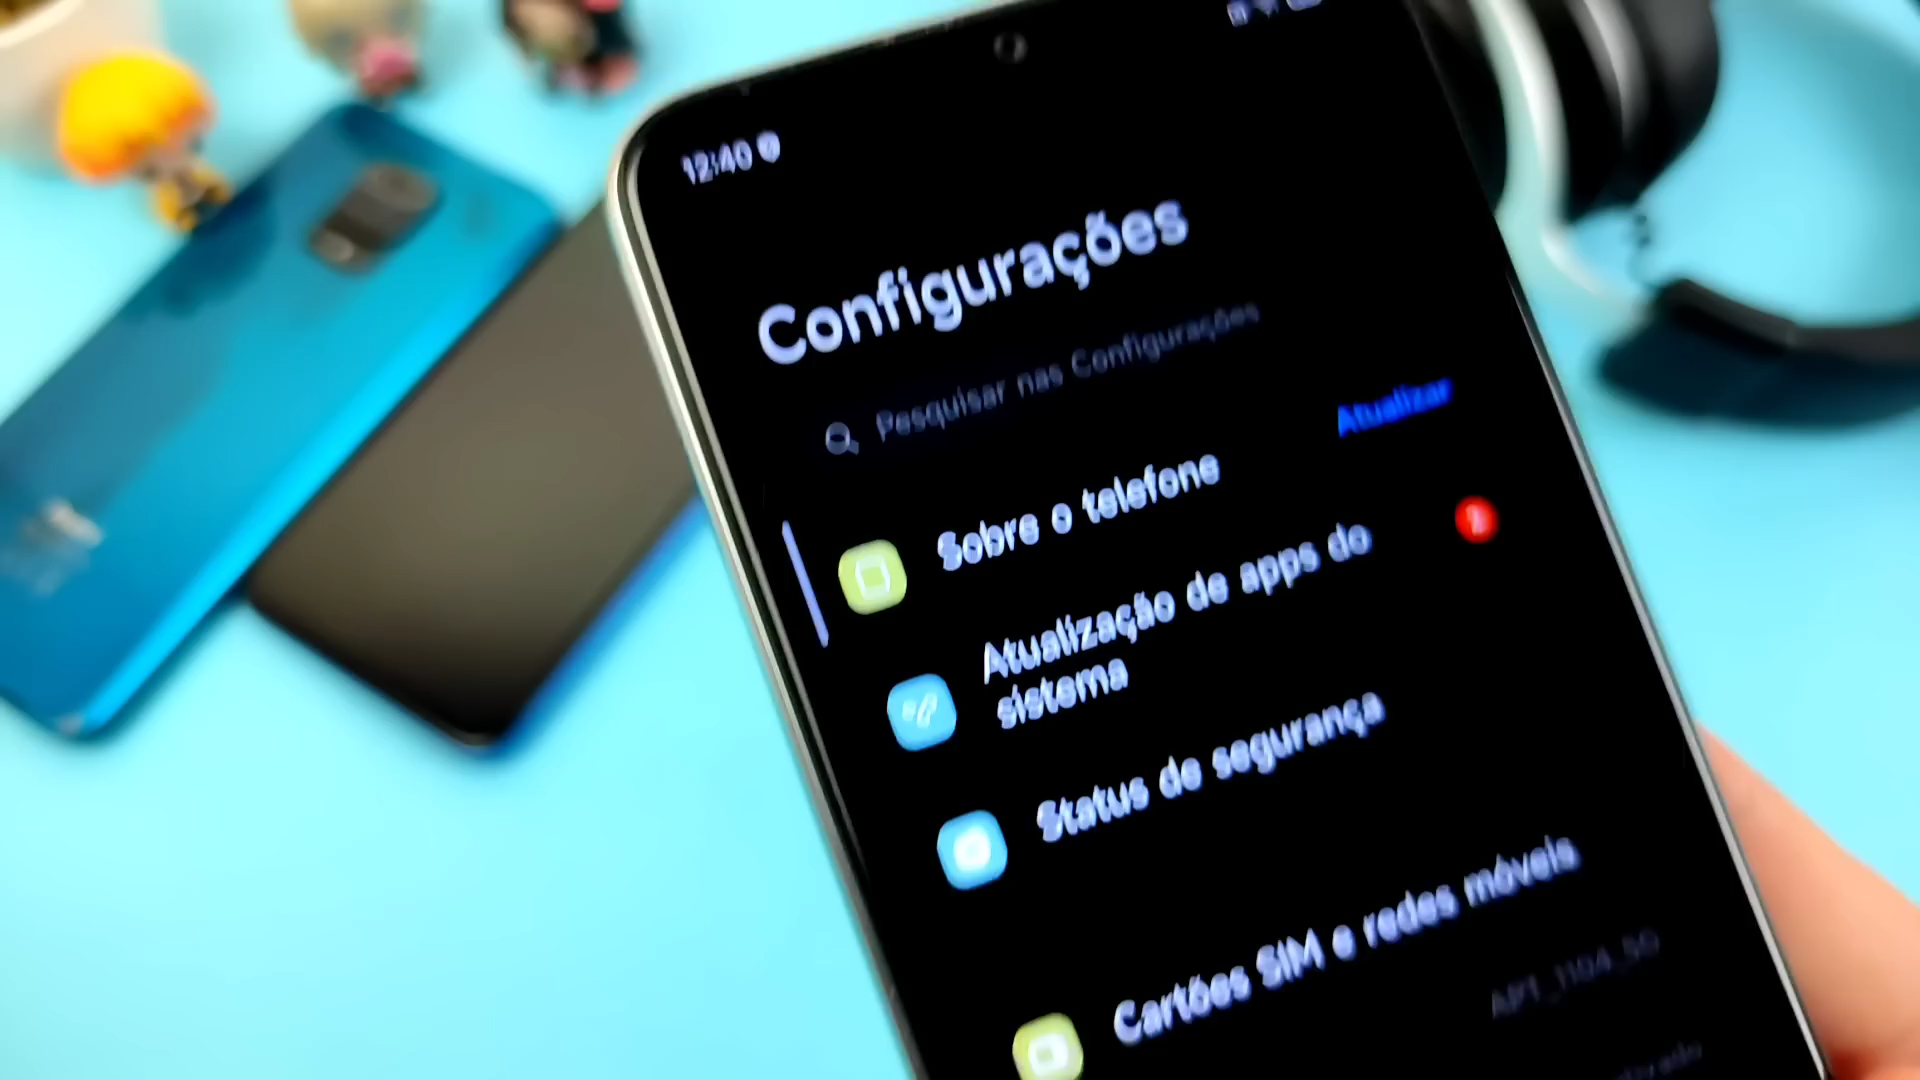 12:40
Configurações
Pesquisar nas Configurações
Sobre o telefone
Atualizar
Atualização de apps do
sistema
Status de segurança
Cartões SIM e redes móveis
APT_1104_5G